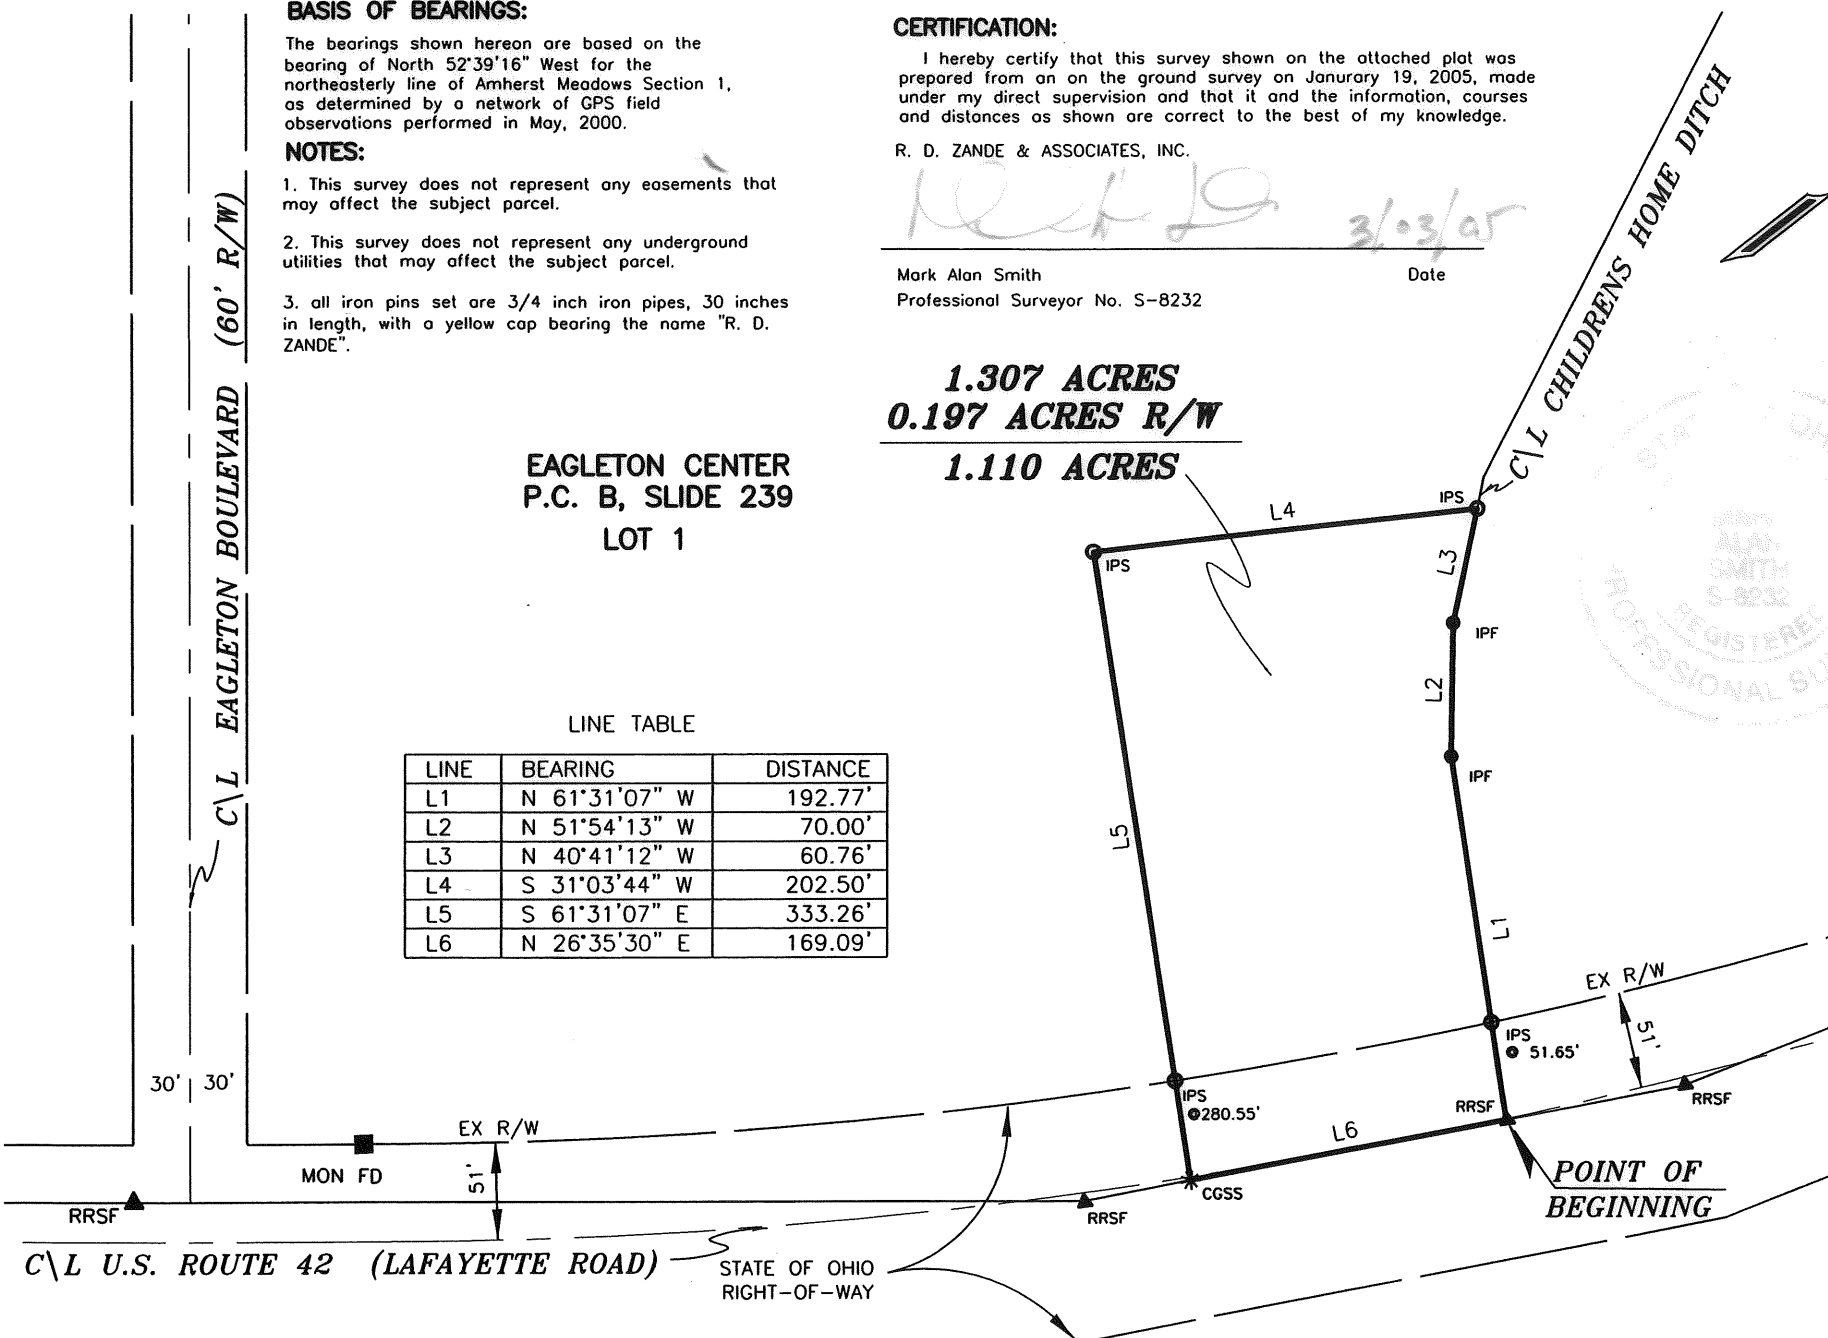 BASIS OF BEARINGS:
The bearings shown hereon are based on the
bearing of North 52°39'16" West for the
northeasterly line of Amherst Meadows Section 1,
as determined by a network of GPS field
observations performed in May, 2000.
NOTES:
1. This survey does not represent any easements that
may affect the subject parcel.
2. This survey does not represent any underground
utilities that may affect the subject parcel.
3. all iron pins set are 3/4 inch iron pipes, 30 inches
in length, with a yellow cap bearing the name "R. D.
ZANDE".
CERTIFICATION:
I hereby certify that this survey shown on the attached plat was
prepared from an on the ground survey on Janurary 19, 2005, made
under my direct supervision and that it and the information, courses
and distances as shown are correct to the best of my knowledge.
R. D. ZANDE & ASSOCIATES, INC.
3/03/05
Mark Alan Smith
Date
Professional Surveyor No. S-8232
1.307 ACRES
0.197 ACRES R/W
1.110 ACRES
EAGLETON CENTER
P.C. B, SLIDE 239
LOT 1
C\L EAGLETON BOULEVARD (60' R/W)
C\L CHILDRENS HOME DITCH
ALAN
SMITH
S-8232
REGISTERED
PROFESSIONAL
LINE TABLE
LINE BEARING DISTANCE
L1 N 61°31'07" W 192.77'
L2 N 51°54'13" W 70.00'
L3 N 40°41'12" W 60.76'
L4 S 31°03'44" W 202.50'
L5 S 61°31'07" E 333.26'
L6 N 26°35'30" E 169.09'
L4
IPS
IPS
L3
IPF
L2
IPF
L5
L1
EX R/W
51'
IPS
51.65'
IPS
280.55'
RRSF
RRSF
L6
CGSS
RRSF
POINT OF
BEGINNING
30' 30'
EX R/W
51'
MON FD
RRSF
C\L U.S. ROUTE 42 (LAFAYETTE ROAD)
STATE OF OHIO
RIGHT-OF-WAY